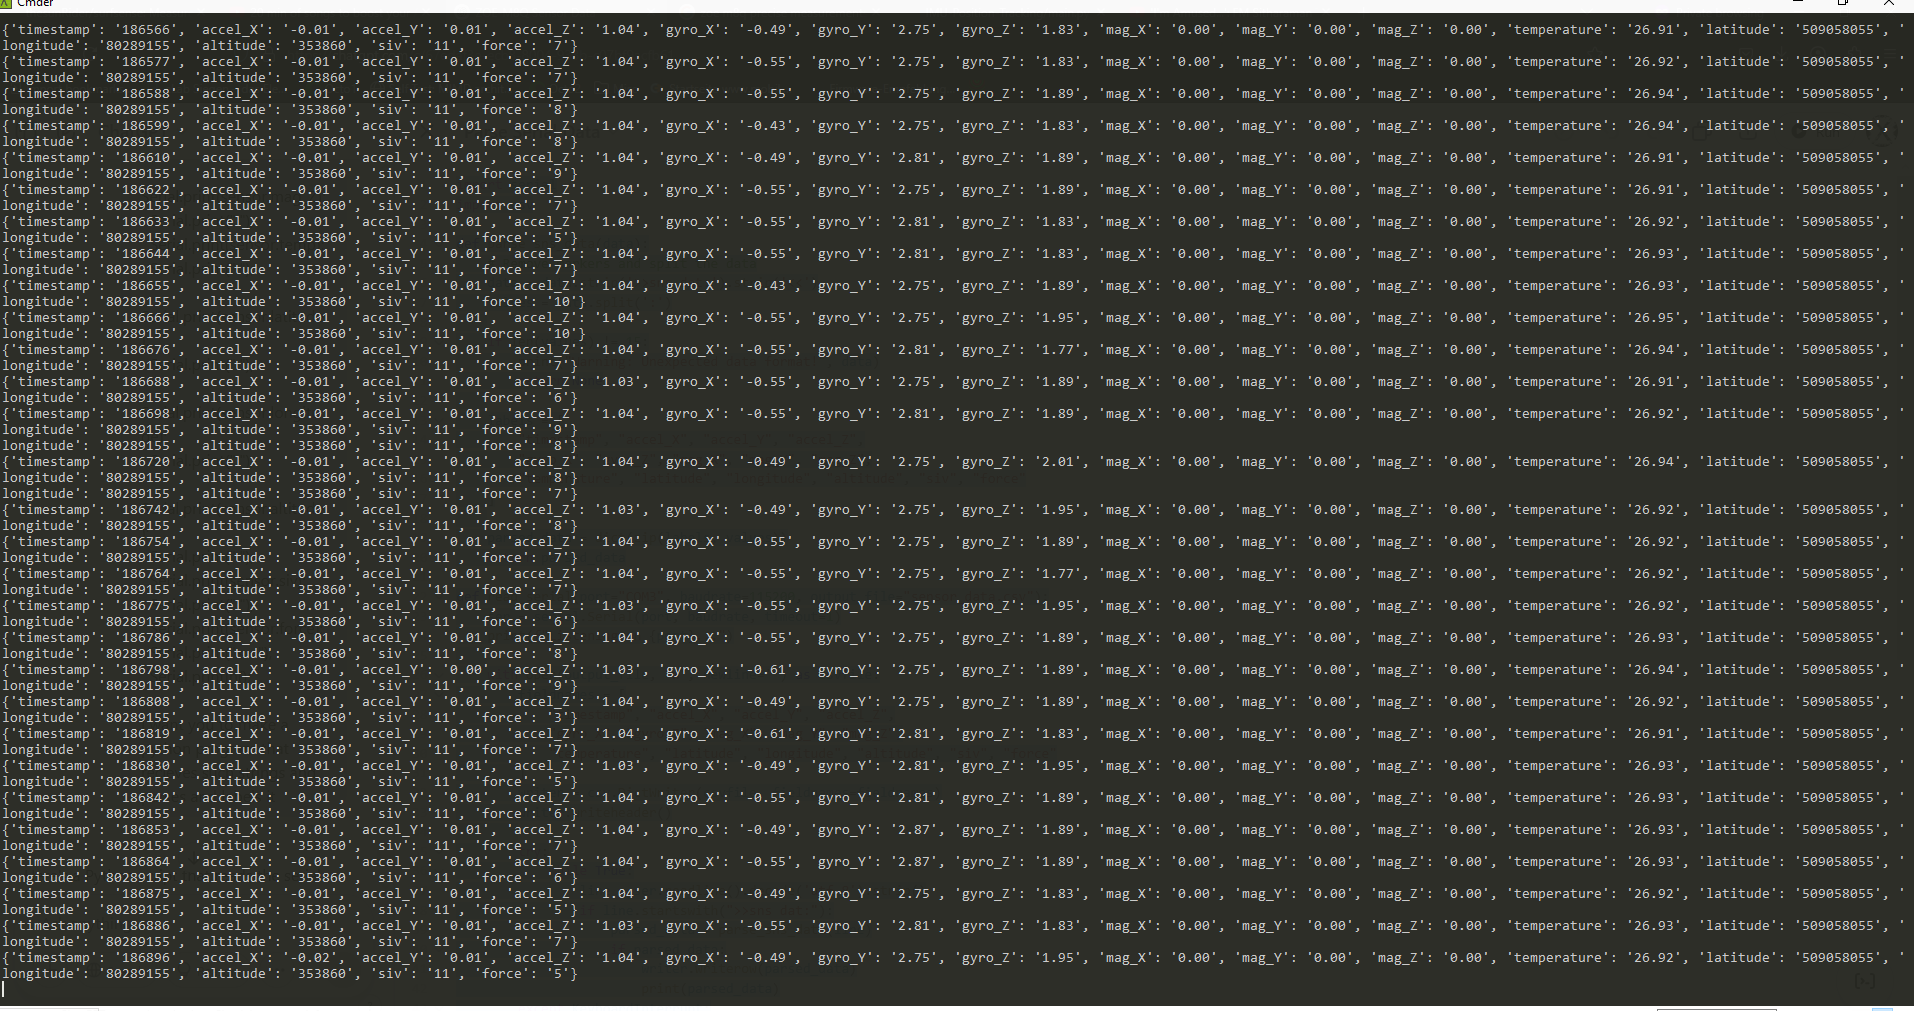 Cmder
{'timestamp': '186566', 'accel_X': '-0.01', 'accel_Y': '0.01', 'accel_Z': '1.04', 'gyro_X': '-0.49', 'gyro_Y': '2.75', 'gyro_Z': '1.83', 'mag_X': '0.00', 'mag_Y': '0.00', 'mag_Z': '0.00', 'temperature': '26.91', 'latitude': '509058055', '
longitude': '80289155', 'altitude': '353860', 'siv': '11', 'force': '7'}
{'timestamp': '186577', 'accel_X': '-0.01', 'accel_Y': '0.01', 'accel_Z': '1.04', 'gyro_X': '-0.55', 'gyro_Y': '2.75', 'gyro_Z': '1.83', 'mag_X': '0.00', 'mag_Y': '0.00', 'mag_Z': '0.00', 'temperature': '26.92', 'latitude': '509058055', '
longitude': '80289155', 'altitude': '353860', 'siv': '11', 'force': '7'}
{'timestamp': '186588', 'accel_X': '-0.01', 'accel_Y': '0.01', 'accel_Z': '1.04', 'gyro_X': '-0.55', 'gyro_Y': '2.75', 'gyro_Z': '1.89', 'mag_X': '0.00', 'mag_Y': '0.00', 'mag_Z': '0.00', 'temperature': '26.94', 'latitude': '509058055', '
longitude': '80289155', 'altitude': '353860', 'siv': '11', 'force': '8'}
{'timestamp': '186599', 'accel_X': '-0.01', 'accel_Y': '0.01', 'accel_Z': '1.04', 'gyro_X': '-0.43', 'gyro_Y': '2.75', 'gyro_Z': '1.83', 'mag_X': '0.00', 'mag_Y': '0.00', 'mag_Z': '0.00', 'temperature': '26.94', 'latitude': '509058055', '
longitude': '80289155', 'altitude': '353860', 'siv': '11', 'force': '8'}
{'timestamp': '186610', 'accel_X': '-0.01', 'accel_Y': '0.01', 'accel_Z': '1.04', 'gyro_X': '-0.49', 'gyro_Y': '2.81', 'gyro_Z': '1.89', 'mag_X': '0.00', 'mag_Y': '0.00', 'mag_Z': '0.00', 'temperature': '26.91', 'latitude': '509058055', '
longitude': '80289155', 'altitude': '353860', 'siv': '11', 'force': '9'}
{'timestamp': '186622', 'accel_X': '-0.01', 'accel_Y': '0.01', 'accel_Z': '1.04', 'gyro_X': '-0.55', 'gyro_Y': '2.75', 'gyro_Z': '1.89', 'mag_X': '0.00', 'mag_Y': '0.00', 'mag_Z': '0.00', 'temperature': '26.91', 'latitude': '509058055', '
longitude': '80289155', 'altitude': '353860', 'siv': '11', 'force': '7'}
{'timestamp': '186633', 'accel_X': '-0.01', 'accel_Y': '0.01', 'accel_Z': '1.04', 'gyro_X': '-0.55', 'gyro_Y': '2.81', 'gyro_Z': '1.83', 'mag_X': '0.00', 'mag_Y': '0.00', 'mag_Z': '0.00', 'temperature': '26.92', 'latitude': '509058055', '
longitude': '80289155', 'altitude': '353860', 'siv': '11', 'force': '5'}
{'timestamp': '186644', 'accel_X': '-0.01', 'accel_Y': '0.01', 'accel_Z': '1.04', 'gyro_X': '-0.55', 'gyro_Y': '2.81', 'gyro_Z': '1.83', 'mag_X': '0.00', 'mag_Y': '0.00', 'mag_Z': '0.00', 'temperature': '26.93', 'latitude': '509058055', '
longitude': '80289155', 'altitude': '353860', 'siv': '11', 'force': '7'}
{'timestamp': '186655', 'accel_X': '-0.01', 'accel_Y': '0.01', 'accel_Z': '1.04', 'gyro_X': '-0.43', 'gyro_Y': '2.75', 'gyro_Z': '1.89', 'mag_X': '0.00', 'mag_Y': '0.00', 'mag_Z': '0.00', 'temperature': '26.93', 'latitude': '509058055', '
longitude': '80289155', 'altitude': '353860', 'siv': '11', 'force': '10'}
{'timestamp': '186666', 'accel_X': '-0.01', 'accel_Y': '0.01', 'accel_Z': '1.04', 'gyro_X': '-0.55', 'gyro_Y': '2.75', 'gyro_Z': '1.95', 'mag_X': '0.00', 'mag_Y': '0.00', 'mag_Z': '0.00', 'temperature': '26.95', 'latitude': '509058055', '
longitude': '80289155', 'altitude': '353860', 'siv': '11', 'force': '10'}
{'timestamp': '186676', 'accel_X': '-0.01', 'accel_Y': '0.01', 'accel_Z': '1.04', 'gyro_X': '-0.55', 'gyro_Y': '2.81', 'gyro_Z': '1.77', 'mag_X': '0.00', 'mag_Y': '0.00', 'mag_Z': '0.00', 'temperature': '26.94', 'latitude': '509058055', '
longitude': '80289155', 'altitude': '353860', 'siv': '11', 'force': '7'}
{'timestamp': '186688', 'accel_X': '-0.01', 'accel_Y': '0.01', 'accel_Z': '1.03', 'gyro_X': '-0.55', 'gyro_Y': '2.75', 'gyro_Z': '1.89', 'mag_X': '0.00', 'mag_Y': '0.00', 'mag_Z': '0.00', 'temperature': '26.91', 'latitude': '509058055', '
longitude': '80289155', 'altitude': '353860', 'siv': '11', 'force': '6'}
{'timestamp': '186698', 'accel_X': '-0.01', 'accel_Y': '0.01', 'accel_Z': '1.04', 'gyro_X': '-0.55', 'gyro_Y': '2.81', 'gyro_Z': '1.89', 'mag_X': '0.00', 'mag_Y': '0.00', 'mag_Z': '0.00', 'temperature': '26.92', 'latitude': '509058055', '
longitude': '80289155', 'altitude': '353860', 'siv': '11', 'force': '9'}
longitude': '80289155', 'altitude': '353860', 'siv': '11', 'force': '8'}
{'timestamp': '186720', 'accel_X': '-0.01', 'accel_Y': '0.01', 'accel_Z': '1.04', 'gyro_X': '-0.49', 'gyro_Y': '2.75', 'gyro_Z': '2.01', 'mag_X': '0.00', 'mag_Y': '0.00', 'mag_Z': '0.00', 'temperature': '26.94', 'latitude': '509058055', '
longitude': '80289155', 'altitude': '353860', 'siv': '11', 'force': '8'}
longitude': '80289155', 'altitude': '353860', 'siv': '11', 'force': '7'}
{'timestamp': '186742', 'accel_X': '-0.01', 'accel_Y': '0.01', 'accel_Z': '1.03', 'gyro_X': '-0.49', 'gyro_Y': '2.75', 'gyro_Z': '1.95', 'mag_X': '0.00', 'mag_Y': '0.00', 'mag_Z': '0.00', 'temperature': '26.92', 'latitude': '509058055', '
longitude': '80289155', 'altitude': '353860', 'siv': '11', 'force': '8'}
{'timestamp': '186754', 'accel_X': '-0.01', 'accel_Y': '0.01', 'accel_Z': '1.04', 'gyro_X': '-0.55', 'gyro_Y': '2.75', 'gyro_Z': '1.89', 'mag_X': '0.00', 'mag_Y': '0.00', 'mag_Z': '0.00', 'temperature': '26.92', 'latitude': '509058055', '
longitude': '80289155', 'altitude': '353860', 'siv': '11', 'force': '7'}
{'timestamp': '186764', 'accel_X': '-0.01', 'accel_Y': '0.01', 'accel_Z': '1.04', 'gyro_X': '-0.55', 'gyro_Y': '2.75', 'gyro_Z': '1.77', 'mag_X': '0.00', 'mag_Y': '0.00', 'mag_Z': '0.00', 'temperature': '26.92', 'latitude': '509058055', '
longitude': '80289155', 'altitude': '353860', 'siv': '11', 'force': '7'}
{'timestamp': '186775', 'accel_X': '-0.01', 'accel_Y': '0.01', 'accel_Z': '1.03', 'gyro_X': '-0.55', 'gyro_Y': '2.75', 'gyro_Z': '1.95', 'mag_X': '0.00', 'mag_Y': '0.00', 'mag_Z': '0.00', 'temperature': '26.92', 'latitude': '509058055', '
longitude': '80289155', 'altitude': '353860', 'siv': '11', 'force': '6'}
{'timestamp': '186786', 'accel_X': '-0.01', 'accel_Y': '0.01', 'accel_Z': '1.04', 'gyro_X': '-0.55', 'gyro_Y': '2.75', 'gyro_Z': '1.89', 'mag_X': '0.00', 'mag_Y': '0.00', 'mag_Z': '0.00', 'temperature': '26.93', 'latitude': '509058055', '
longitude': '80289155', 'altitude': '353860', 'siv': '11', 'force': '8'}
{'timestamp': '186798', 'accel_X': '-0.01', 'accel_Y': '0.00', 'accel_Z': '1.03', 'gyro_X': '-0.61', 'gyro_Y': '2.75', 'gyro_Z': '1.89', 'mag_X': '0.00', 'mag_Y': '0.00', 'mag_Z': '0.00', 'temperature': '26.94', 'latitude': '509058055', '
longitude': '80289155', 'altitude': '353860', 'siv': '11', 'force': '9'}
{'timestamp': '186808', 'accel_X': '-0.01', 'accel_Y': '0.01', 'accel_Z': '1.04', 'gyro_X': '-0.49', 'gyro_Y': '2.75', 'gyro_Z': '1.89', 'mag_X': '0.00', 'mag_Y': '0.00', 'mag_Z': '0.00', 'temperature': '26.92', 'latitude': '509058055', '
longitude': '80289155', 'altitude': '353860', 'siv': '11', 'force': '3'}
{'timestamp': '186819', 'accel_X': '-0.01', 'accel_Y': '0.01', 'accel_Z': '1.04', 'gyro_X': '-0.61', 'gyro_Y': '2.81', 'gyro_Z': '1.83', 'mag_X': '0.00', 'mag_Y': '0.00', 'mag_Z': '0.00', 'temperature': '26.91', 'latitude': '509058055', '
longitude': '80289155', 'altitude': '353860', 'siv': '11', 'force': '7'}
{'timestamp': '186830', 'accel_X': '-0.01', 'accel_Y': '0.01', 'accel_Z': '1.03', 'gyro_X': '-0.49', 'gyro_Y': '2.81', 'gyro_Z': '1.95', 'mag_X': '0.00', 'mag_Y': '0.00', 'mag_Z': '0.00', 'temperature': '26.93', 'latitude': '509058055', '
longitude': '80289155', 'altitude': '353860', 'siv': '11', 'force': '5'}
{'timestamp': '186842', 'accel_X': '-0.01', 'accel_Y': '0.01', 'accel_Z': '1.04', 'gyro_X': '-0.55', 'gyro_Y': '2.81', 'gyro_Z': '1.89', 'mag_X': '0.00', 'mag_Y': '0.00', 'mag_Z': '0.00', 'temperature': '26.93', 'latitude': '509058055', '
longitude': '80289155', 'altitude': '353860', 'siv': '11', 'force': '6'}
{'timestamp': '186853', 'accel_X': '-0.01', 'accel_Y': '0.01', 'accel_Z': '1.04', 'gyro_X': '-0.49', 'gyro_Y': '2.87', 'gyro_Z': '1.89', 'mag_X': '0.00', 'mag_Y': '0.00', 'mag_Z': '0.00', 'temperature': '26.93', 'latitude': '509058055', '
longitude': '80289155', 'altitude': '353860', 'siv': '11', 'force': '7'}
{'timestamp': '186864', 'accel_X': '-0.01', 'accel_Y': '0.01', 'accel_Z': '1.04', 'gyro_X': '-0.55', 'gyro_Y': '2.87', 'gyro_Z': '1.89', 'mag_X': '0.00', 'mag_Y': '0.00', 'mag_Z': '0.00', 'temperature': '26.93', 'latitude': '509058055', '
longitude': '80289155', 'altitude': '353860', 'siv': '11', 'force': '6'}
{'timestamp': '186875', 'accel_X': '-0.01', 'accel_Y': '0.01', 'accel_Z': '1.04', 'gyro_X': '-0.49', 'gyro_Y': '2.75', 'gyro_Z': '1.83', 'mag_X': '0.00', 'mag_Y': '0.00', 'mag_Z': '0.00', 'temperature': '26.92', 'latitude': '509058055', '
longitude': '80289155', 'altitude': '353860', 'siv': '11', 'force': '5'}
{'timestamp': '186886', 'accel_X': '-0.01', 'accel_Y': '0.01', 'accel_Z': '1.03', 'gyro_X': '-0.55', 'gyro_Y': '2.81', 'gyro_Z': '1.83', 'mag_X': '0.00', 'mag_Y': '0.00', 'mag_Z': '0.00', 'temperature': '26.93', 'latitude': '509058055', '
longitude': '80289155', 'altitude': '353860', 'siv': '11', 'force': '7'}
{'timestamp': '186896', 'accel_X': '-0.02', 'accel_Y': '0.01', 'accel_Z': '1.04', 'gyro_X': '-0.49', 'gyro_Y': '2.75', 'gyro_Z': '1.95', 'mag_X': '0.00', 'mag_Y': '0.00', 'mag_Z': '0.00', 'temperature': '26.92', 'latitude': '509058055', '
longitude': '80289155', 'altitude': '353860', 'siv': '11', 'force': '5'}